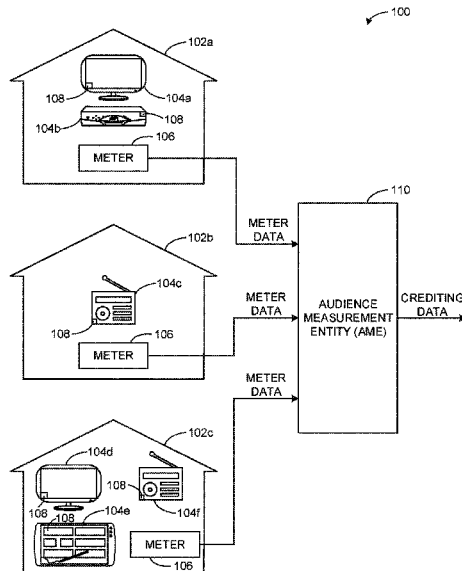 100
102a
108
104a
104b
108
106
METER
110
102b
METER
DATA
104c
108
106
METER
METER
DATA
AUDIENCE
MEASUREMENT
ENTITY (AME)
CREDITING
DATA
METER
DATA
102c
104d
108
108
104e
108
104f
METER
106